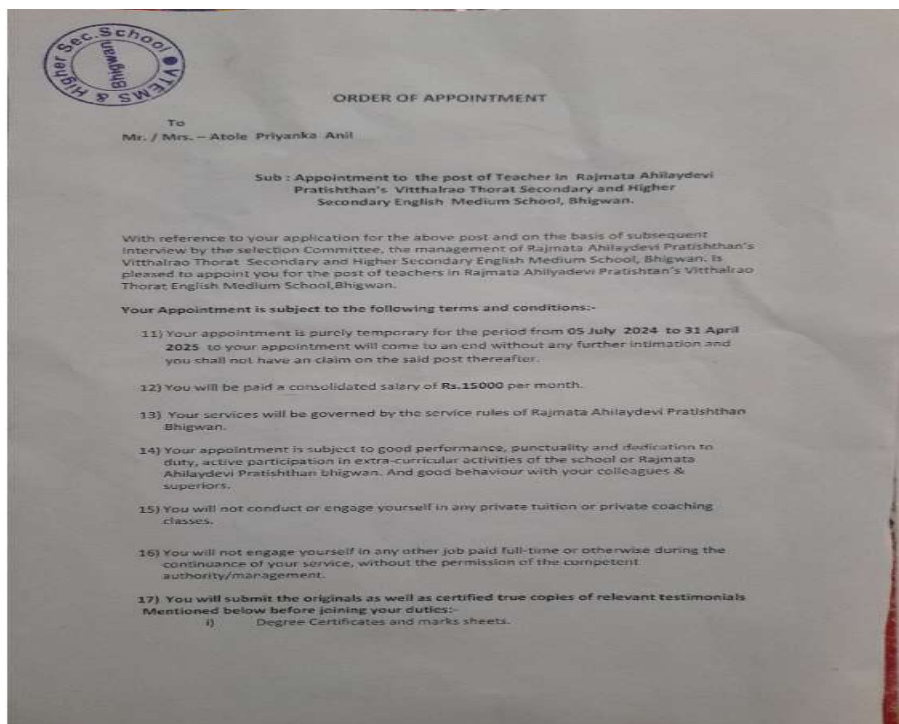 VTEMS & Higher Sec. School
Bhigwan
ORDER OF APPOINTMENT
To
Mr. / Mrs. – Atole Priyanka Anil
Sub : Appointment to the post of Teacher in Rajmata Ahilaydevi
Pratishthan's Vitthalrao Thorat Secondary and Higher
Secondary English Medium School, Bhigwan.
With reference to your application for the above post and on the basis of subsequent
interview by the selection Committee, the management of Rajmata Ahilaydevi Pratishthan's
Vitthalrao Thorat Secondary and Higher Secondary English Medium School, Bhigwan. Is
pleased to appoint you for the post of teachers in Rajmata Ahilyadevi Pratishtan's Vitthalrao
Thorat English Medium School,Bhigwan.
Your Appointment is subject to the following terms and conditions:-
11) Your appointment is purely temporary for the period from 05 July 2024 to 31 April
2025 to your appointment will come to an end without any further intimation and
you shall not have an claim on the said post thereafter.
12) You will be paid a consolidated salary of Rs.15000 per month.
13) Your services will be governed by the service rules of Rajmata Ahilaydevi Pratishthan
Bhigwan.
14) Your appointment is subject to good performance, punctuality and dedication to
duty, active participation in extra-curricular activities of the school or Rajmata
Ahilaydevi Pratishthan bhigwan. And good behaviour with your colleagues &
superiors.
15) You will not conduct or engage yourself in any private tuition or private coaching
classes.
16) You will not engage yourself in any other job paid full-time or otherwise during the
continuance of your service, without the permission of the competent
authority/management.
17) You will submit the originals as well as certified true copies of relevant testimonials
Mentioned below before joining your duties:-
i) Degree Certificates and marks sheets.